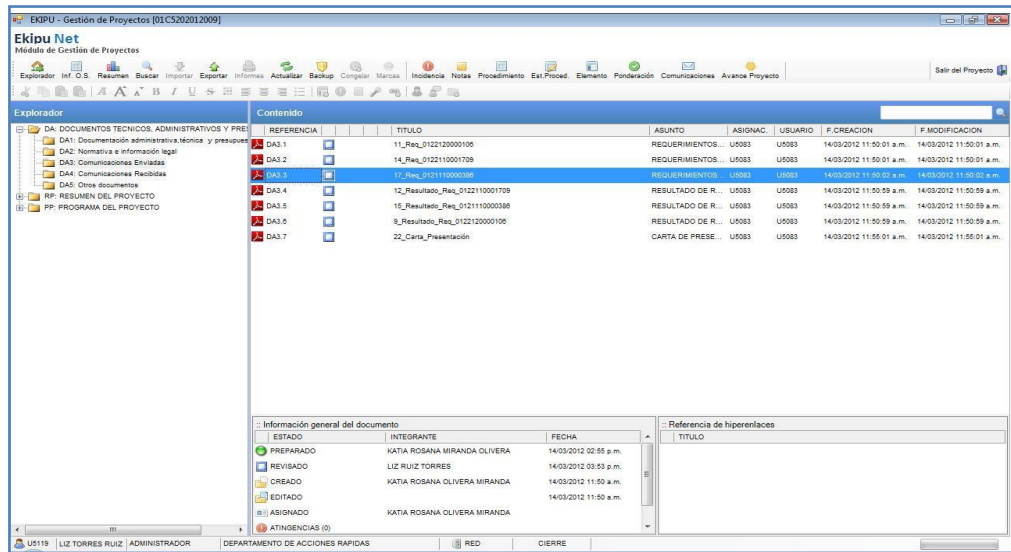 EKIPU - Gestión de Proyectos [01C5202012009]
Ekipu Net
Módulo de Gestión de Proyectos
Explorador Inf. O.S. Resumen Buscar Importar Exportar Informes Actualizar Backup Congelar Marcas Incidencia Notas Procedimiento Est.Proced. Elemento Ponderación Comunicaciones Avance Proyecto Salir del Proyecto
A A A B I U S
Explorador Contenido
DA: DOCUMENTOS TECNICOS, ADMINISTRATIVOS Y PRES
DA1: Documentación administrativa,técnica y presupues
DA2: Normativa e información legal
DA3: Comunicaciones Enviadas
DA4: Comunicaciones Recibidas
DA5: Otros documentos
RP: RESUMEN DEL PROYECTO
PP: PROGRAMA DEL PROYECTO
REFERENCIA TITULO ASUNTO ASIGNAC. USUARIO F.CREACION F.MODIFICACION
DA3.1 11_Req_0122120000106 REQUERIMIENTOS... U5083 U5083 14/03/2012 11:50:01 a.m. 14/03/2012 11:50:01 a.m.
DA3.2 14_Req_0122110001709 REQUERIMIENTOS... U5083 U5083 14/03/2012 11:50:01 a.m. 14/03/2012 11:50:01 a.m.
DA3.3 17_Req_0121110000386 REQUERIMIENTOS... U5083 U5083 14/03/2012 11:50:02 a.m. 14/03/2012 11:50:02 a.m.
DA3.4 12_Resultado_Req_0122110001709 RESULTADO DE R... U5083 U5083 14/03/2012 11:50:59 a.m. 14/03/2012 11:50:59 a.m.
DA3.5 15_Resultado_Req_0121110000386 RESULTADO DE R... U5083 U5083 14/03/2012 11:50:59 a.m. 14/03/2012 11:50:59 a.m.
DA3.6 9_Resultado_Req_0122120000106 RESULTADO DE R... U5083 U5083 14/03/2012 11:50:59 a.m. 14/03/2012 11:50:59 a.m.
DA3.7 22_Carta_Presentación CARTA DE PRESE... U5083 U5083 14/03/2012 11:55:01 a.m. 14/03/2012 11:55:01 a.m.
:: Información general del documento
ESTADO INTEGRANTE FECHA
PREPARADO KATIA ROSANA MIRANDA OLIVERA 14/03/2012 02:55 p.m.
REVISADO LIZ RUIZ TORRES 14/03/2012 03:53 p.m.
CREADO KATIA ROSANA OLIVERA MIRANDA 14/03/2012 11:50 a.m.
EDITADO 14/03/2012 11:50 a.m.
ASIGNADO KATIA ROSANA OLIVERA MIRANDA
ATINGENCIAS (0)
:: Referencia de hiperenlaces
TITULO
U5119 LIZ TORRES RUIZ ADMINISTRADOR DEPARTAMENTO DE ACCIONES RAPIDAS RED CIERRE